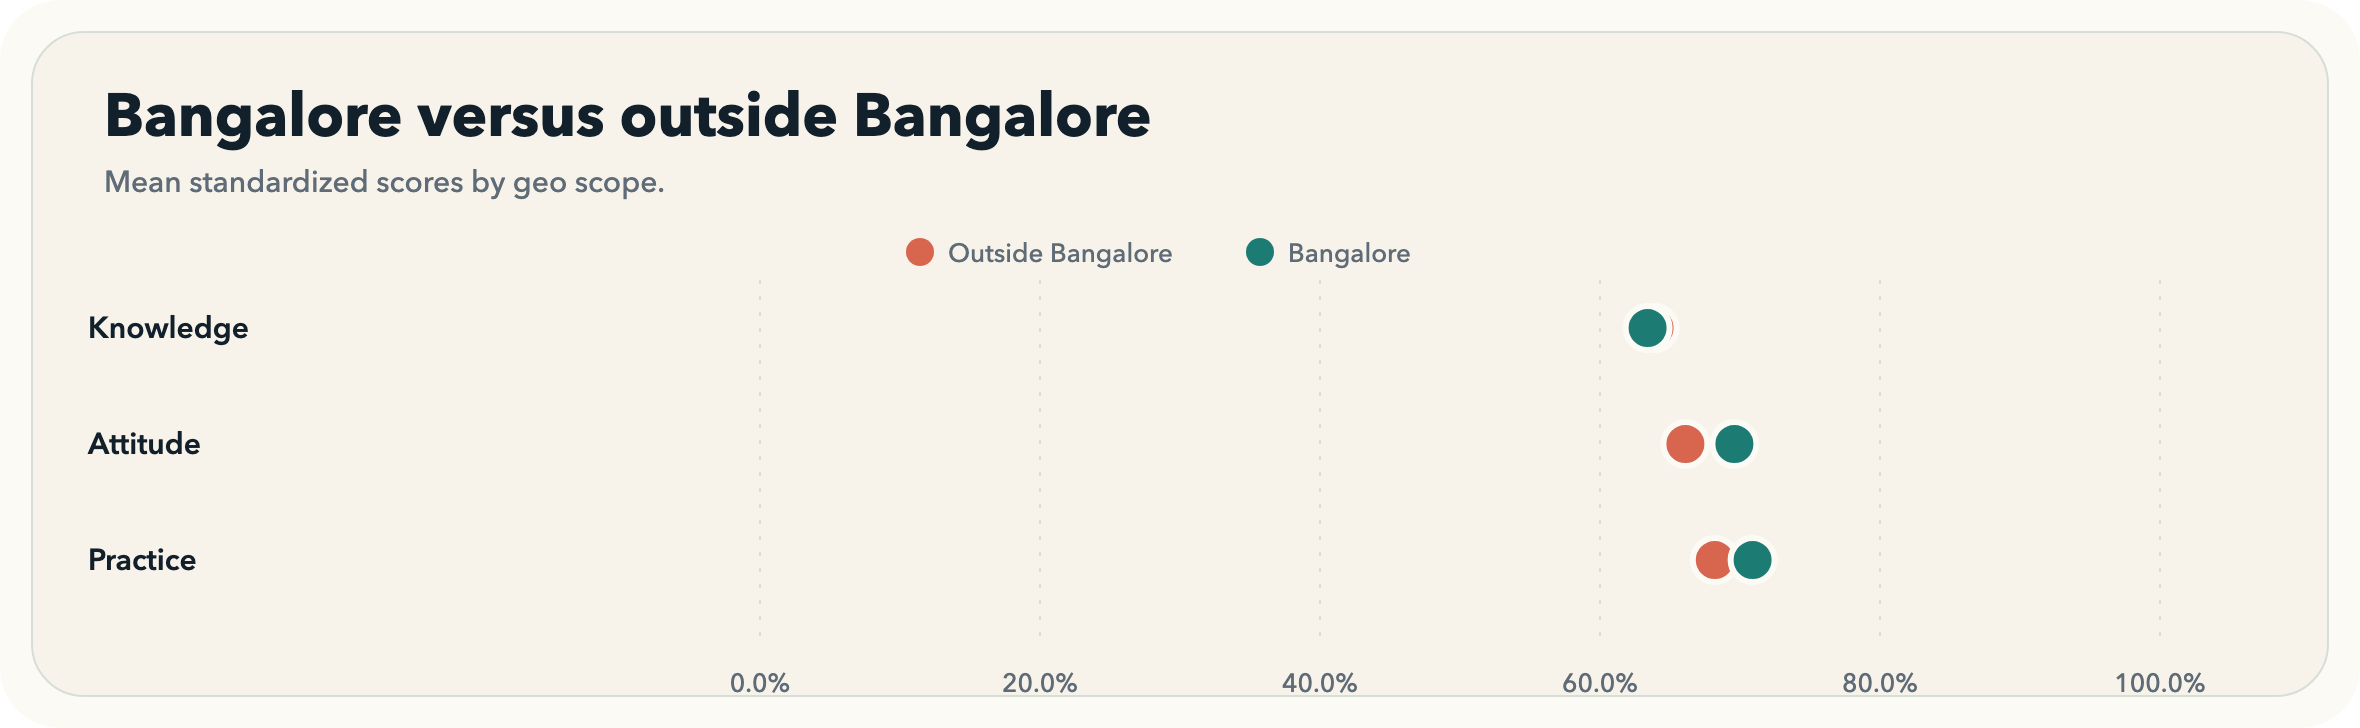 Bangalore versus outside Bangalore
Mean standardized scores by geo scope.
Outside Bangalore Bangalore
Knowledge
Attitude
Practice
0.0% 20.0% 40.0% 60.0% 80.0% 100.0%